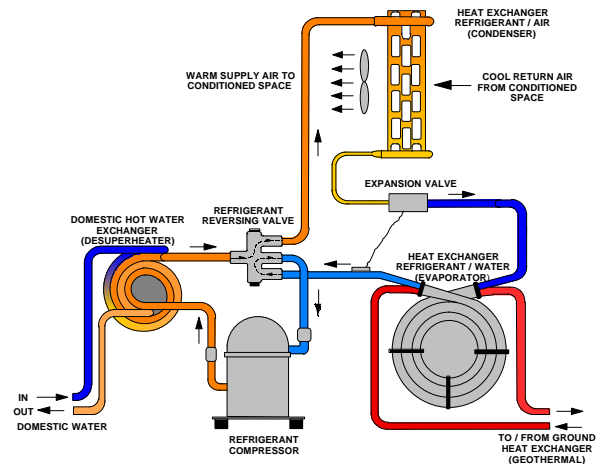 HEAT EXCHANGER
REFRIGERANT / AIR
(CONDENSER)
WARM SUPPLY AIR TO
CONDITIONED SPACE
COOL RETURN AIR
FROM CONDITIONED
SPACE
EXPANSION VALVE
DOMESTIC HOT WATER
EXCHANGER
(DESUPERHEATER)
REFRIGERANT
REVERSING VALVE
HEAT EXCHANGER
REFRIGERANT / WATER
(EVAPORATOR)
IN
OUT
DOMESTIC WATER
REFRIGERANT
COMPRESSOR
TO / FROM GROUND
HEAT EXCHANGER
(GEOTHERMAL)